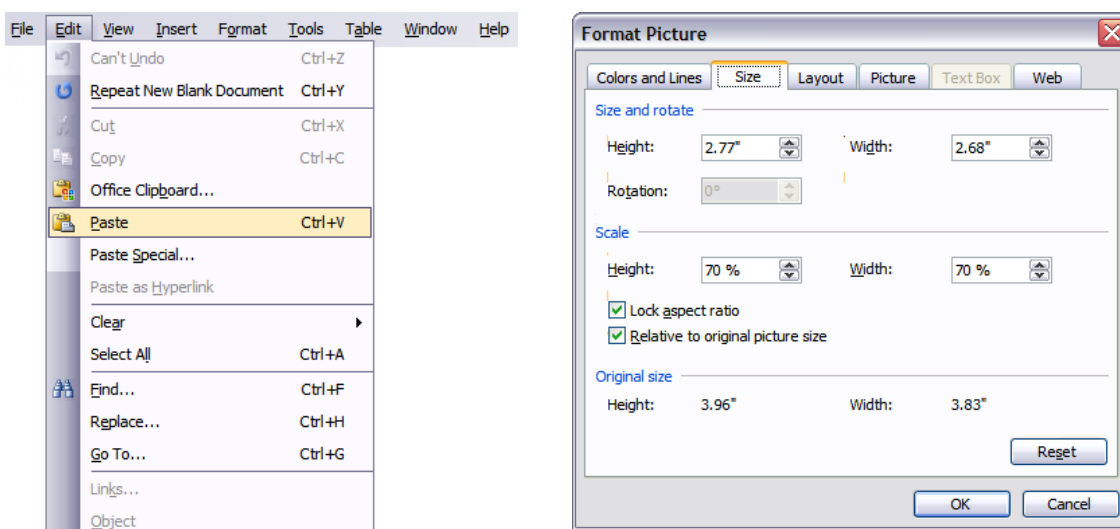 File Edit View Insert Format Tools Table Window Help
Can't Undo Ctrl+Z
Repeat New Blank Document Ctrl+Y
Cut Ctrl+X
Copy Ctrl+C
Office Clipboard...
Paste Ctrl+V
Paste Special...
Paste as Hyperlink
Clear
Select All Ctrl+A
Find... Ctrl+F
Replace... Ctrl+H
Go To... Ctrl+G
Links...
Object
Format Picture
Colors and Lines Size Layout Picture Text Box Web
Size and rotate
Height: 2.77" Width: 2.68"
Rotation: 0°
Scale
Height: 70 % Width: 70 %
Lock aspect ratio
Relative to original picture size
Original size
Height: 3.96" Width: 3.83"
Reset
OK Cancel